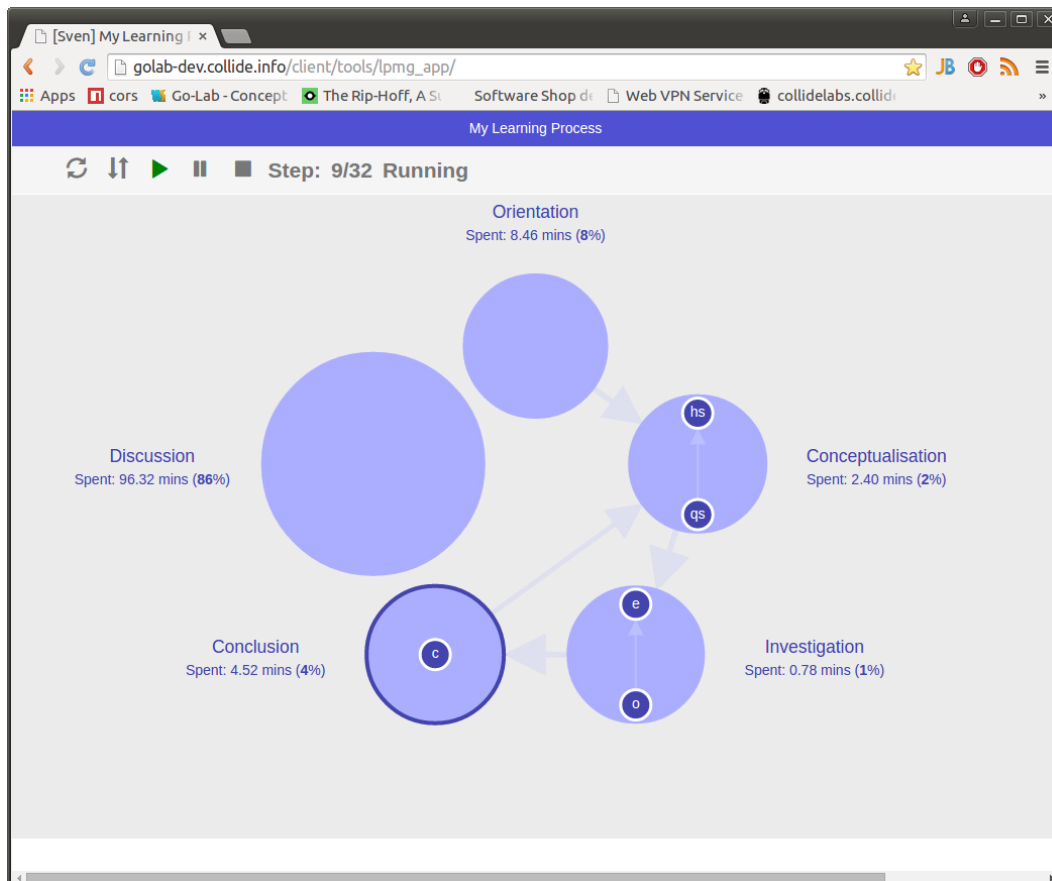 [Sven] My Learning
golab-dev.collide.info/client/tools/lpmg_app/
JB
Apps cors Go-Lab - Concept The Rip-Hoff, A Su Software Shop de Web VPN Service collidelabs.collide »
My Learning Process
Step: 9/32 Running
Orientation
Spent: 8.46 mins (8%)
hs
Discussion
Spent: 96.32 mins (86%)
Conceptualisation
Spent: 2.40 mins (2%)
qs
e
Conclusion
Spent: 4.52 mins (4%)
c
Investigation
Spent: 0.78 mins (1%)
o